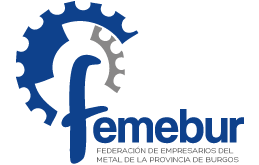 femebur
FEDERACIÓN DE EMPRESARIOS DEL
METAL DE LA PROVINCIA DE BURGOS